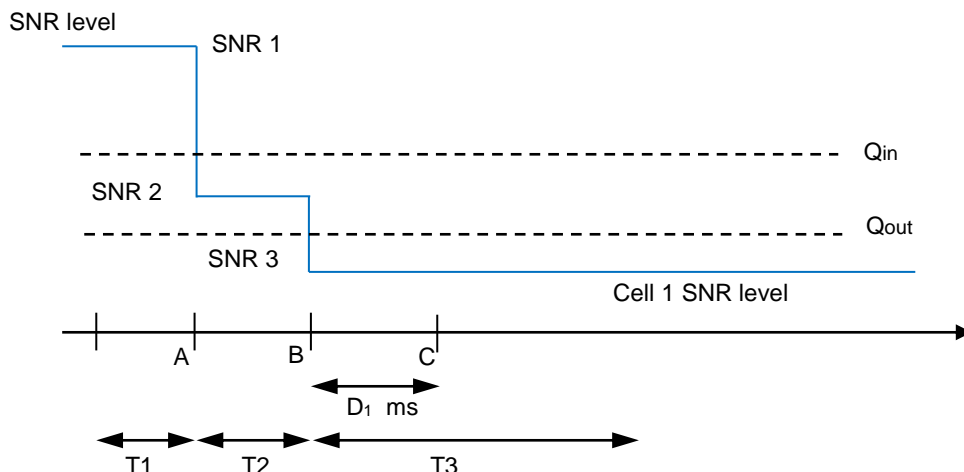 SNR level
SNR 1
Qin
SNR 2
Qout
SNR 3
Cell 1 SNR level
A
B
C
D1 ms
T1
T2
T3